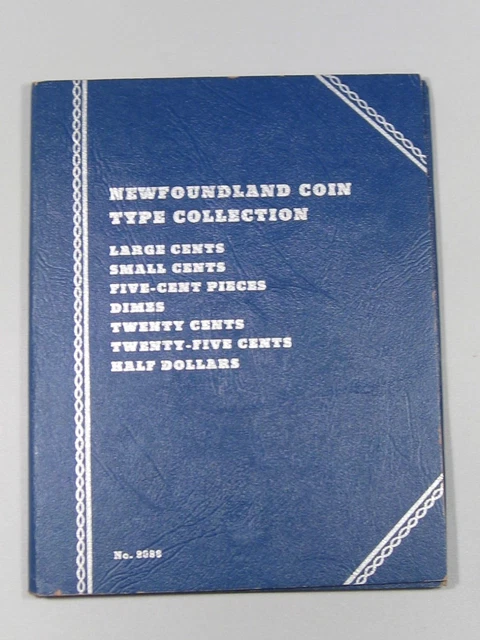 NEWFOUNDLAND COIN
TYPE COLLECTION
LARGE CENTS
SMALL CENTS
FIVE-CENT PIECES
DIMES
TWENTY CENTS
TWENTY-FIVE CENTS
HALF DOLLARS
No.